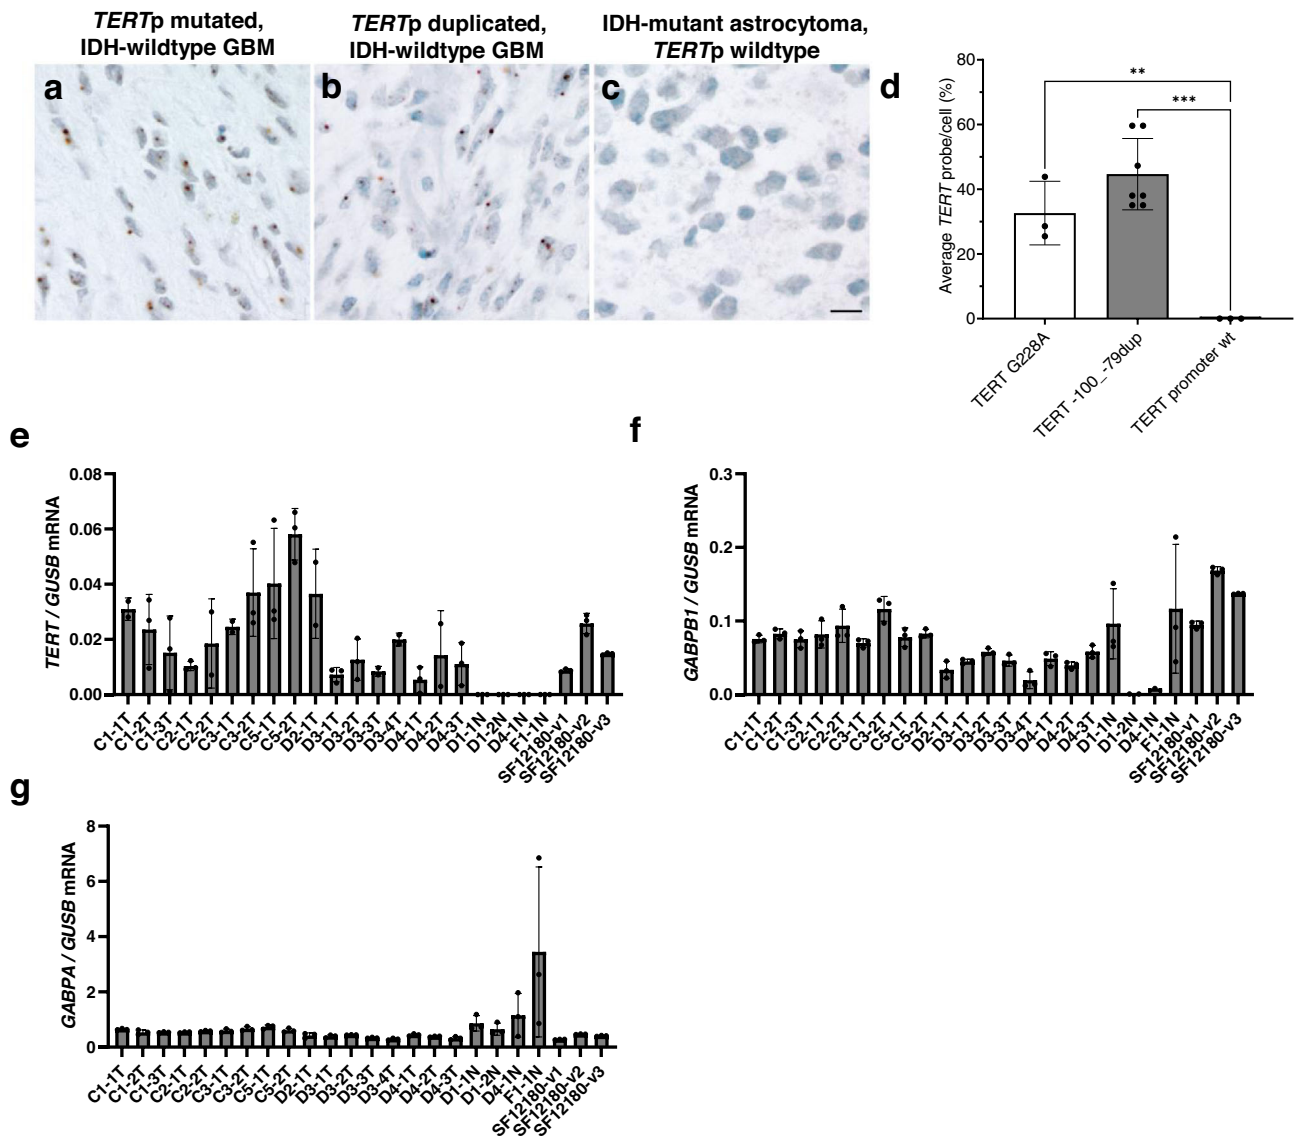 TERTp mutated,
IDH-wildtype GBM
TERTp duplicated,
IDH-wildtype GBM
IDH-mutant astrocytoma,
TERTp wildtype
a
b
c
d
Average TERT probe/cell (%)
80
60
40
20
0
**
***
TERT G228A
TERT -100_-79dup
TERT promoter wt
e
TERT / GUSB mRNA
0.08
0.06
0.04
0.02
0.00
C1-1T
C1-2T
C1-3T
C2-1T
C2-2T
C3-1T
C3-2T
C5-1T
C5-2T
D2-1T
D3-1T
D3-2T
D3-3T
D3-4T
D4-1T
D4-2T
D4-3T
D1-1N
D1-2N
D4-1N
F1-1N
SF12180-v1
SF12180-v2
SF12180-v3
f
GABPB1 / GUSB mRNA
0.3
0.2
0.1
0.0
C1-1T
C1-2T
C1-3T
C2-1T
C2-2T
C3-1T
C3-2T
C5-1T
C5-2T
D2-1T
D3-1T
D3-2T
D3-3T
D3-4T
D4-1T
D4-2T
D4-3T
D1-1N
D1-2N
D4-1N
F1-1N
SF12180-v1
SF12180-v2
SF12180-v3
g
GABPA / GUSB mRNA
8
6
4
2
0
C1-1T
C1-2T
C1-3T
C2-1T
C2-2T
C3-1T
C3-2T
C5-1T
C5-2T
D2-1T
D3-1T
D3-2T
D3-3T
D3-4T
D4-1T
D4-2T
D4-3T
D1-1N
D1-2N
D4-1N
F1-1N
SF12180-v1
SF12180-v2
SF12180-v3